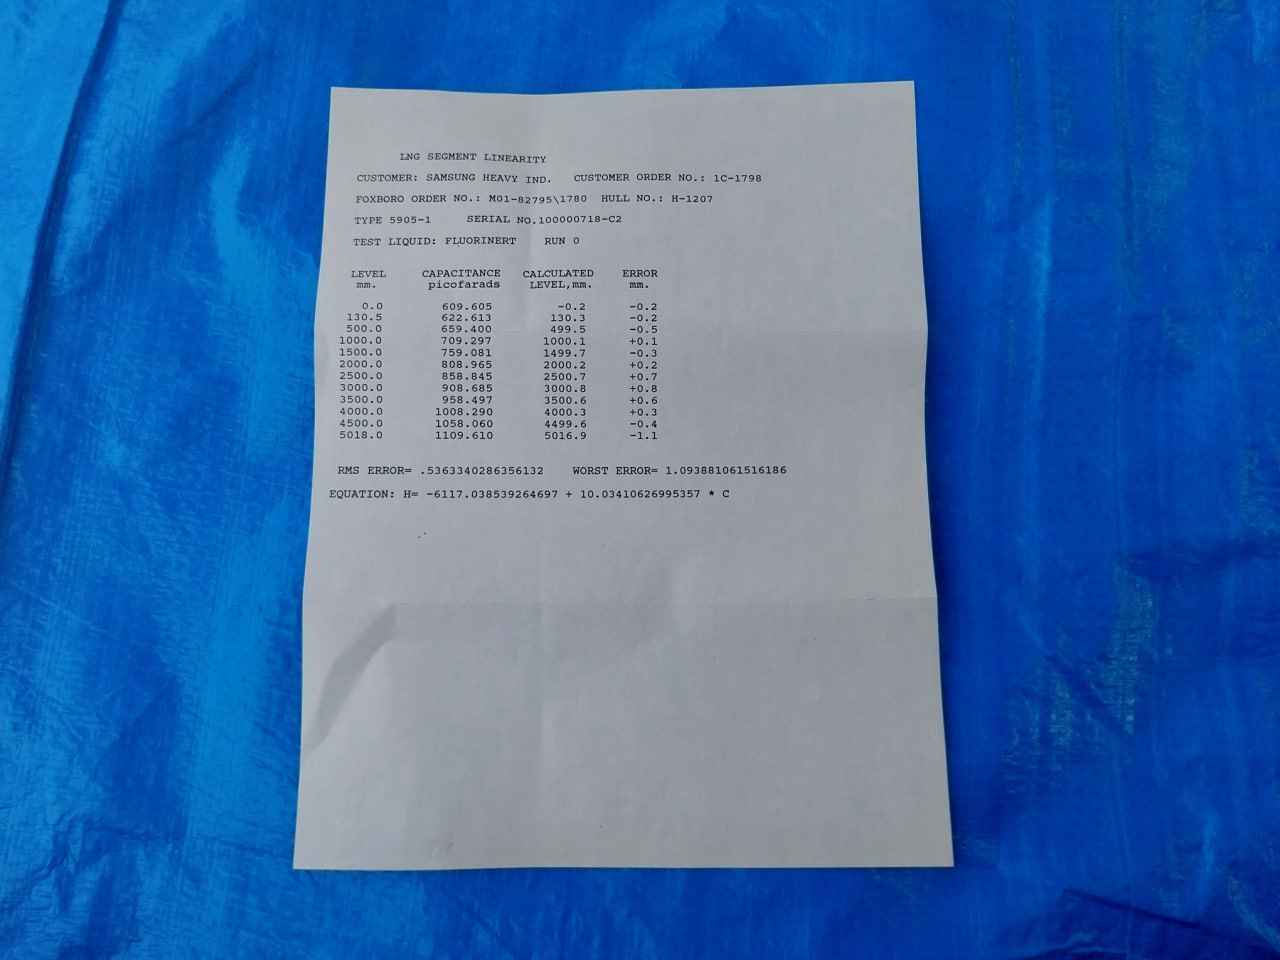 LNG SEGMENT LINEARITY
CUSTOMER: SAMSUNG HEAVY IND. CUSTOMER ORDER NO.: 1C-1798
FOXBORO ORDER NO.: M01-82795\1780 HULL NO.: H-1207
TYPE 5905-1 SERIAL NO.100000718-C2
TEST LIQUID: FLUORINERT RUN 0
LEVEL CAPACITANCE CALCULATED ERROR
mm. picofarads LEVEL,mm. mm.
0.0 609.605 -0.2 -0.2
130.5 622.613 130.3 -0.2
500.0 659.400 499.5 -0.5
1000.0 709.297 1000.1 +0.1
1500.0 759.081 1499.7 -0.3
2000.0 808.965 2000.2 +0.2
2500.0 858.845 2500.7 +0.7
3000.0 908.685 3000.8 +0.8
3500.0 958.497 3500.6 +0.6
4000.0 1008.290 4000.3 +0.3
4500.0 1058.060 4499.6 -0.4
5018.0 1109.610 5016.9 -1.1
RMS ERROR= .5363340286356132 WORST ERROR= 1.093881061516186
EQUATION: H= -6117.038539264697 + 10.03410626995357 * C